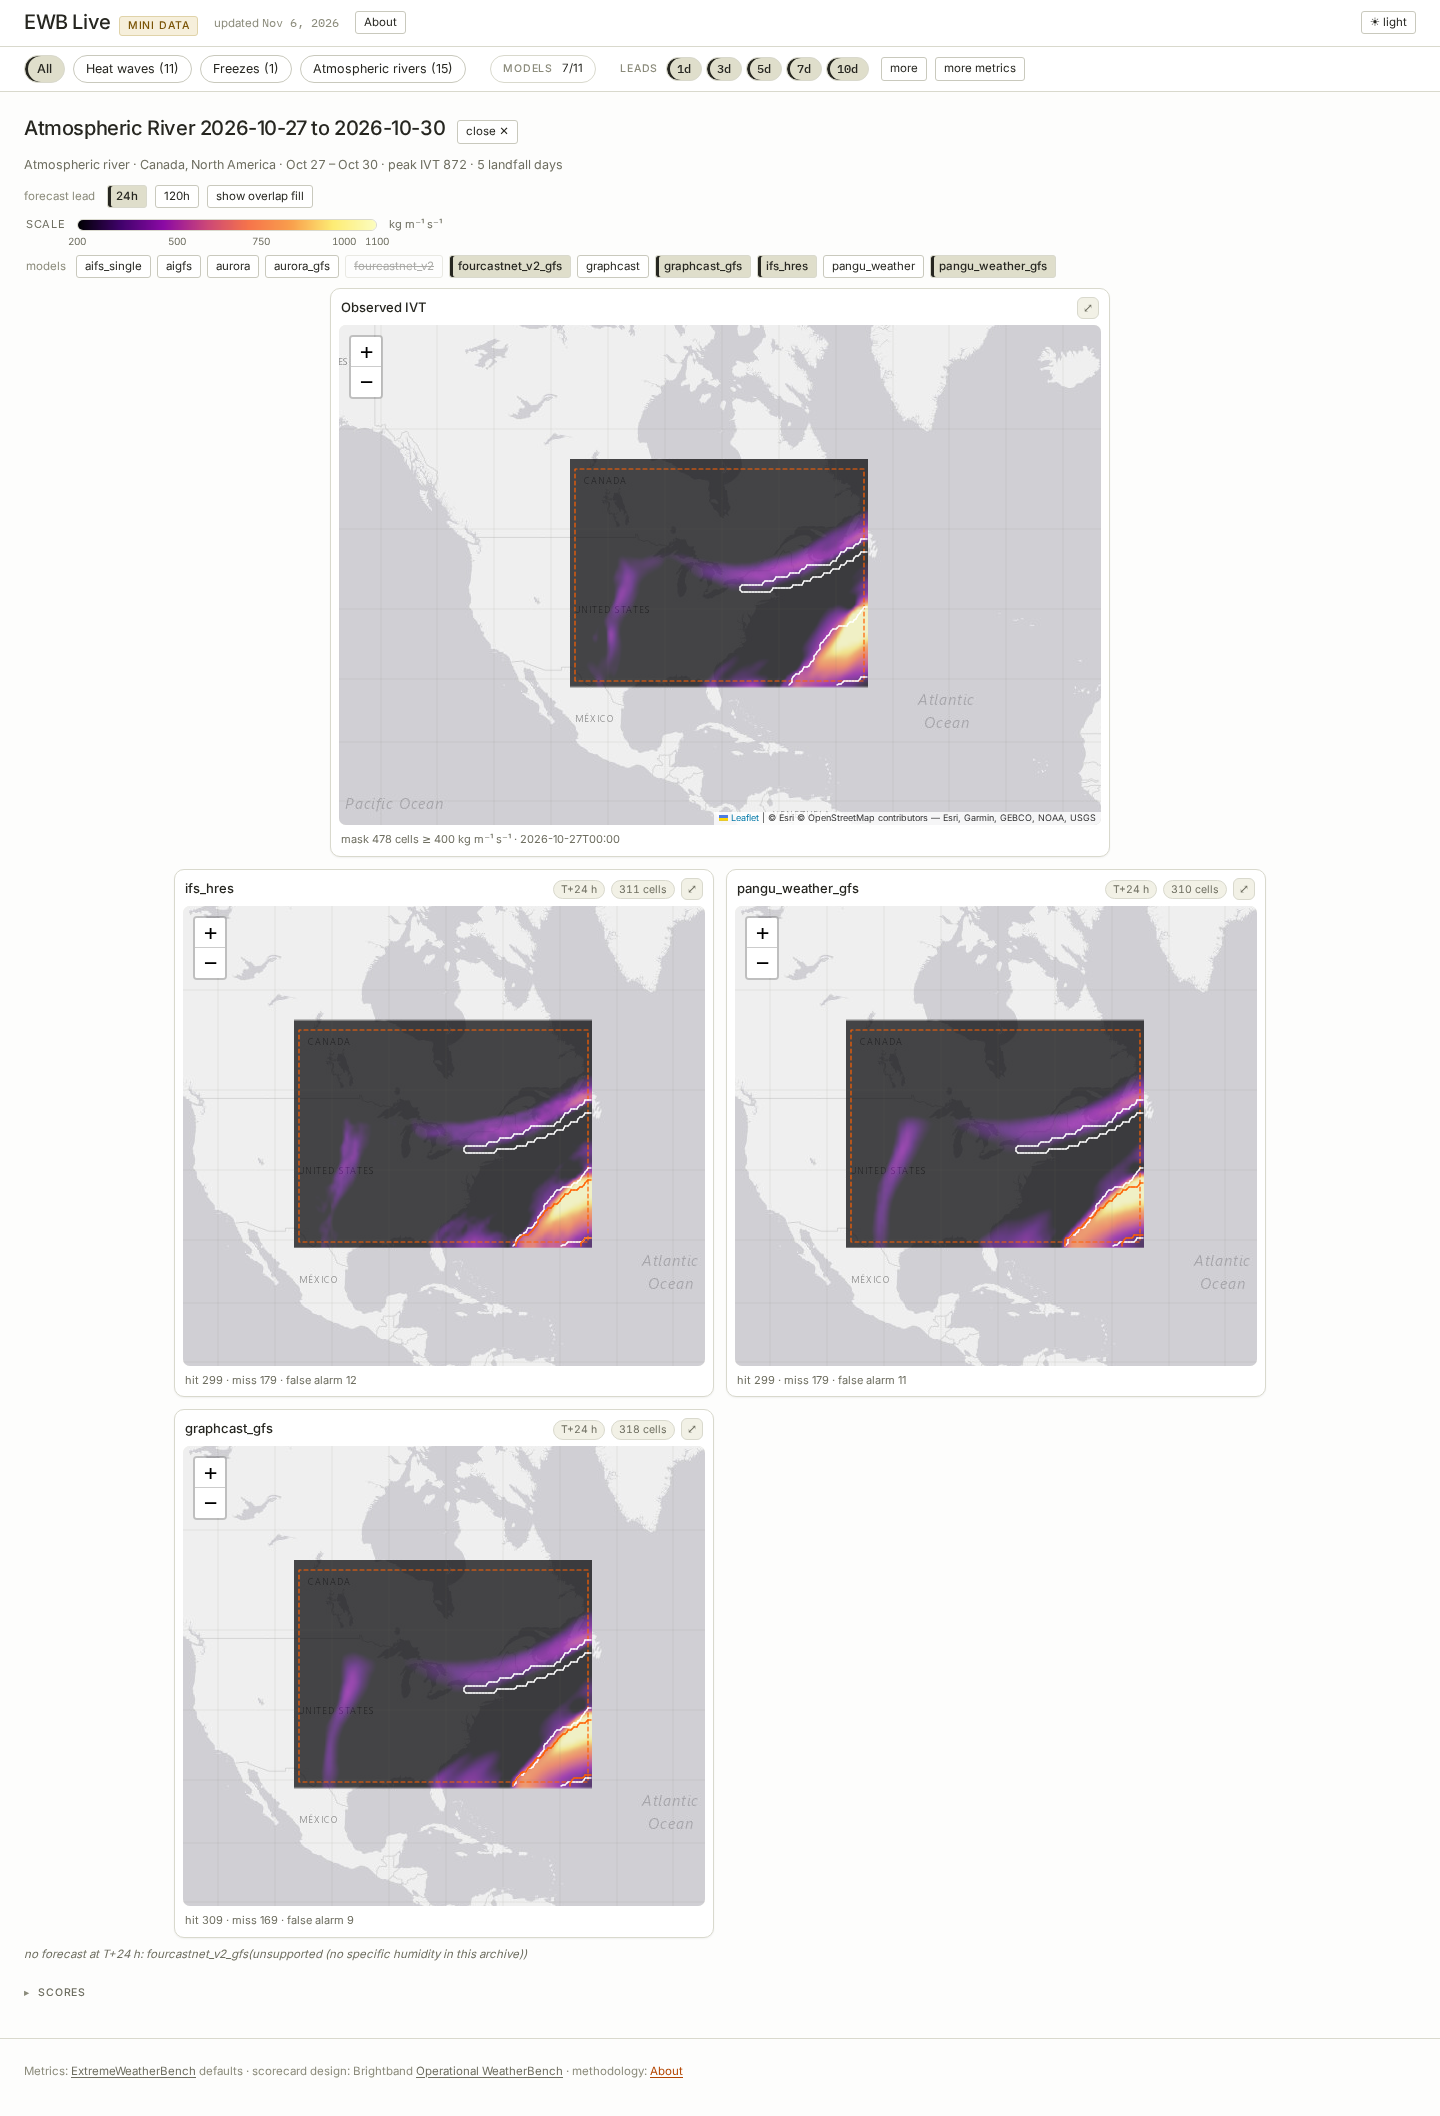 EWB Live MINI DATA updated Nov 6, 2026 About ☀ light
All Heat waves (11) Freezes (1) Atmospheric rivers (15) MODELS 7/11 LEADS 1d 3d 5d 7d 10d more more metrics
Atmospheric River 2026-10-27 to 2026-10-30 close ✕
Atmospheric river · Canada, North America · Oct 27 – Oct 30 · peak IVT 872 · 5 landfall days
forecast lead 24h 120h show overlap fill
SCALE kg m⁻¹ s⁻¹
200 500 750 1000 1100
models aifs_single aigfs aurora aurora_gfs fourcastnet_v2 fourcastnet_v2_gfs graphcast graphcast_gfs ifs_hres pangu_weather pangu_weather_gfs
Observed IVT ⤢
+
ES
−
CANADA
UNITED STATES
Atlantic
MÉXICO
Ocean
Pacific Ocean
Leaflet | © Esri © OpenStreetMap contributors — Esri, Garmin, GEBCO, NOAA, USGS
mask 478 cells ≥ 400 kg m⁻¹ s⁻¹ · 2026-10-27T00:00
ifs_hres T+24 h 311 cells ⤢
+
−
CANADA
UNITED STATES
Atlantic
Ocean
MÉXICO
hit 299 · miss 179 · false alarm 12
pangu_weather_gfs T+24 h 310 cells ⤢
+
−
CANADA
UNITED STATES
Atlantic
Ocean
MÉXICO
hit 299 · miss 179 · false alarm 11
graphcast_gfs T+24 h 318 cells ⤢
+
−
CANADA
UNITED STATES
Atlantic
Ocean
MÉXICO
hit 309 · miss 169 · false alarm 9
no forecast at T+24 h: fourcastnet_v2_gfs(unsupported (no specific humidity in this archive))
▸ SCORES
Metrics: ExtremeWeatherBench defaults · scorecard design: Brightband Operational WeatherBench · methodology: About